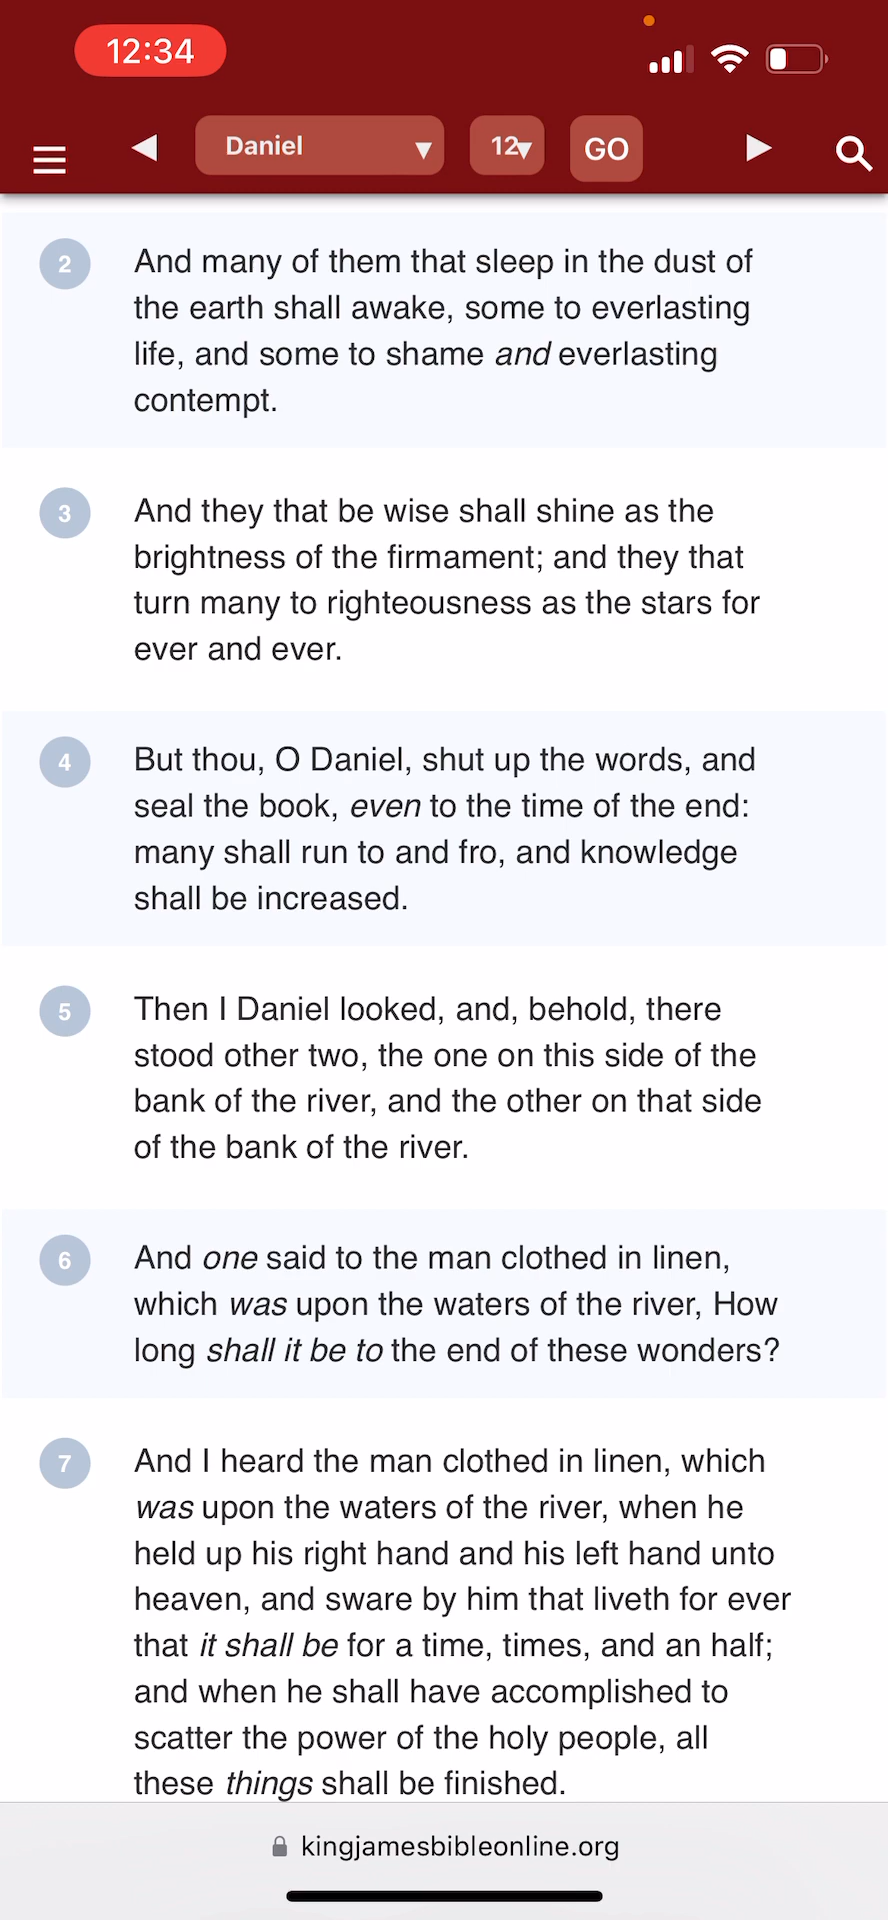 12:34
Daniel
12
GO
2
And many of them that sleep in the dust of
the earth shall awake, some to everlasting
life, and some to shame and everlasting
contempt.
3
And they that be wise shall shine as the
brightness of the firmament; and they that
turn many to righteousness as the stars for
ever and ever.
4
But thou, O Daniel, shut up the words, and
seal the book, even to the time of the end:
many shall run to and fro, and knowledge
shall be increased.
5
Then I Daniel looked, and, behold, there
stood other two, the one on this side of the
bank of the river, and the other on that side
of the bank of the river.
6
And one said to the man clothed in linen,
which was upon the waters of the river, How
long shall it be to the end of these wonders?
7
And I heard the man clothed in linen, which
was upon the waters of the river, when he
held up his right hand and his left hand unto
heaven, and sware by him that liveth for ever
that it shall be for a time, times, and an half;
and when he shall have accomplished to
scatter the power of the holy people, all
these things shall be finished.
kingjamesbibleonline.org